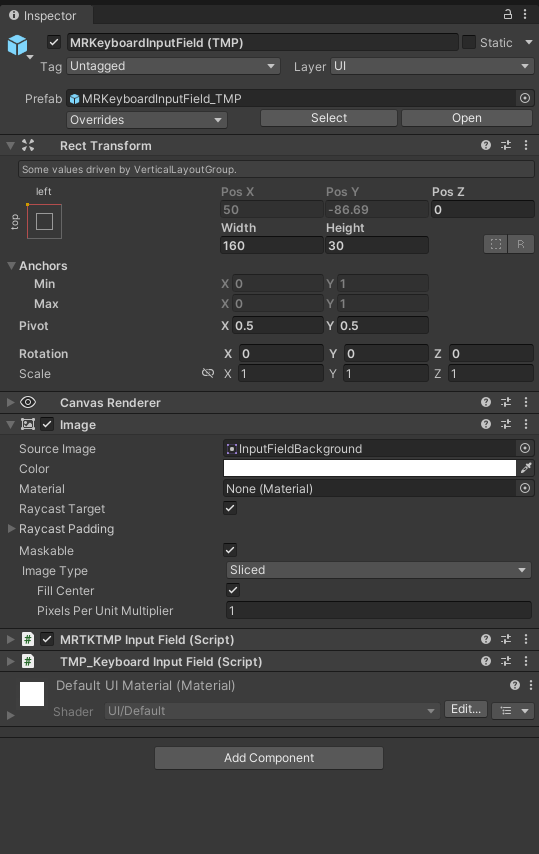 Inspector
MRKeyboardInputField (TMP) Static
Tag Untagged Layer UI
Prefab MRKeyboardInputField_TMP
Overrides Select Open
Rect Transform
Some values driven by VerticalLayoutGroup.
left Pos X Pos Y Pos Z
top 50 -86.69 0
Width Height
160 30 R
Anchors
Min X 0 Y 1
Max X 0 Y 1
Pivot X 0.5 Y 0.5
Rotation X 0 Y 0 Z 0
Scale X 1 Y 1 Z 1
Canvas Renderer
Image
Source Image InputFieldBackground
Color
Material None (Material)
Raycast Target
Raycast Padding
Maskable
Image Type Sliced
Fill Center
Pixels Per Unit Multiplier 1
# MRTKTMP Input Field (Script)
# TMP_Keyboard Input Field (Script)
Default UI Material (Material)
Shader UI/Default Edit...
Add Component